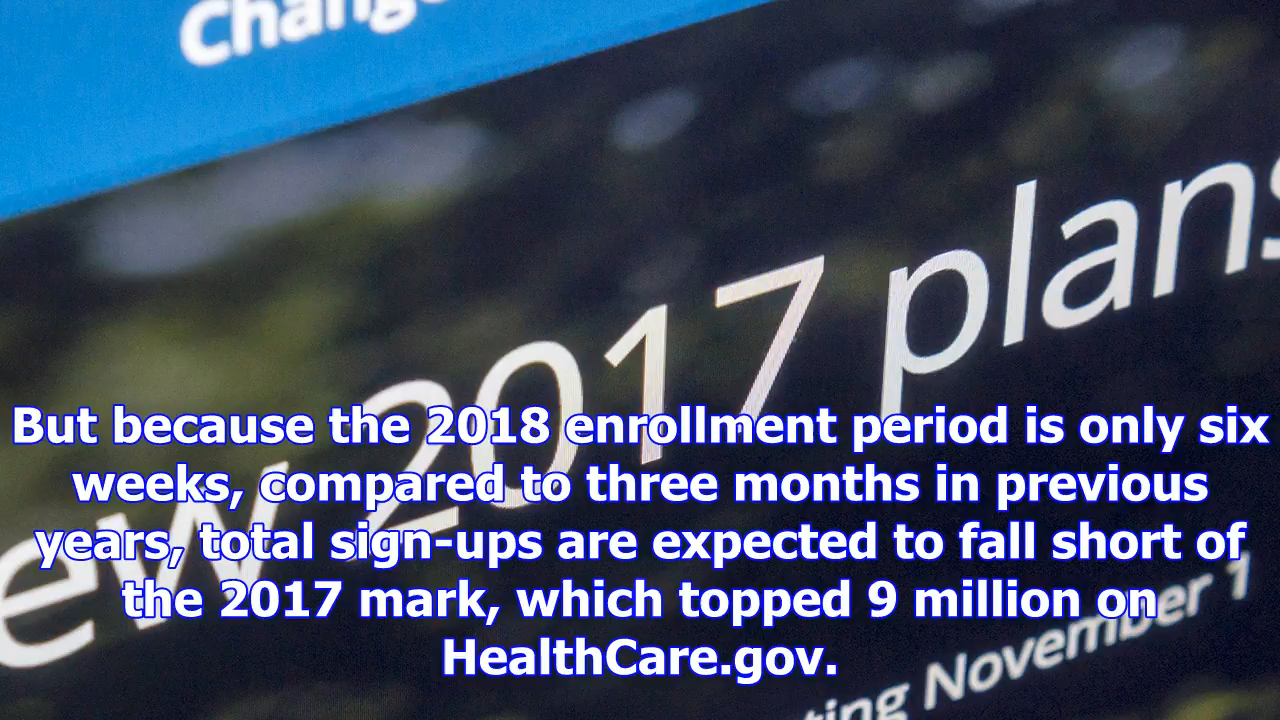 Chang
ew 2017 plans
But because the 2018 enrollment period is only six
weeks, compared to three months in previous
years, total sign-ups are expected to fall short of
the 2017 mark, which topped 9 million on
HealthCare.gov.
ting November 1